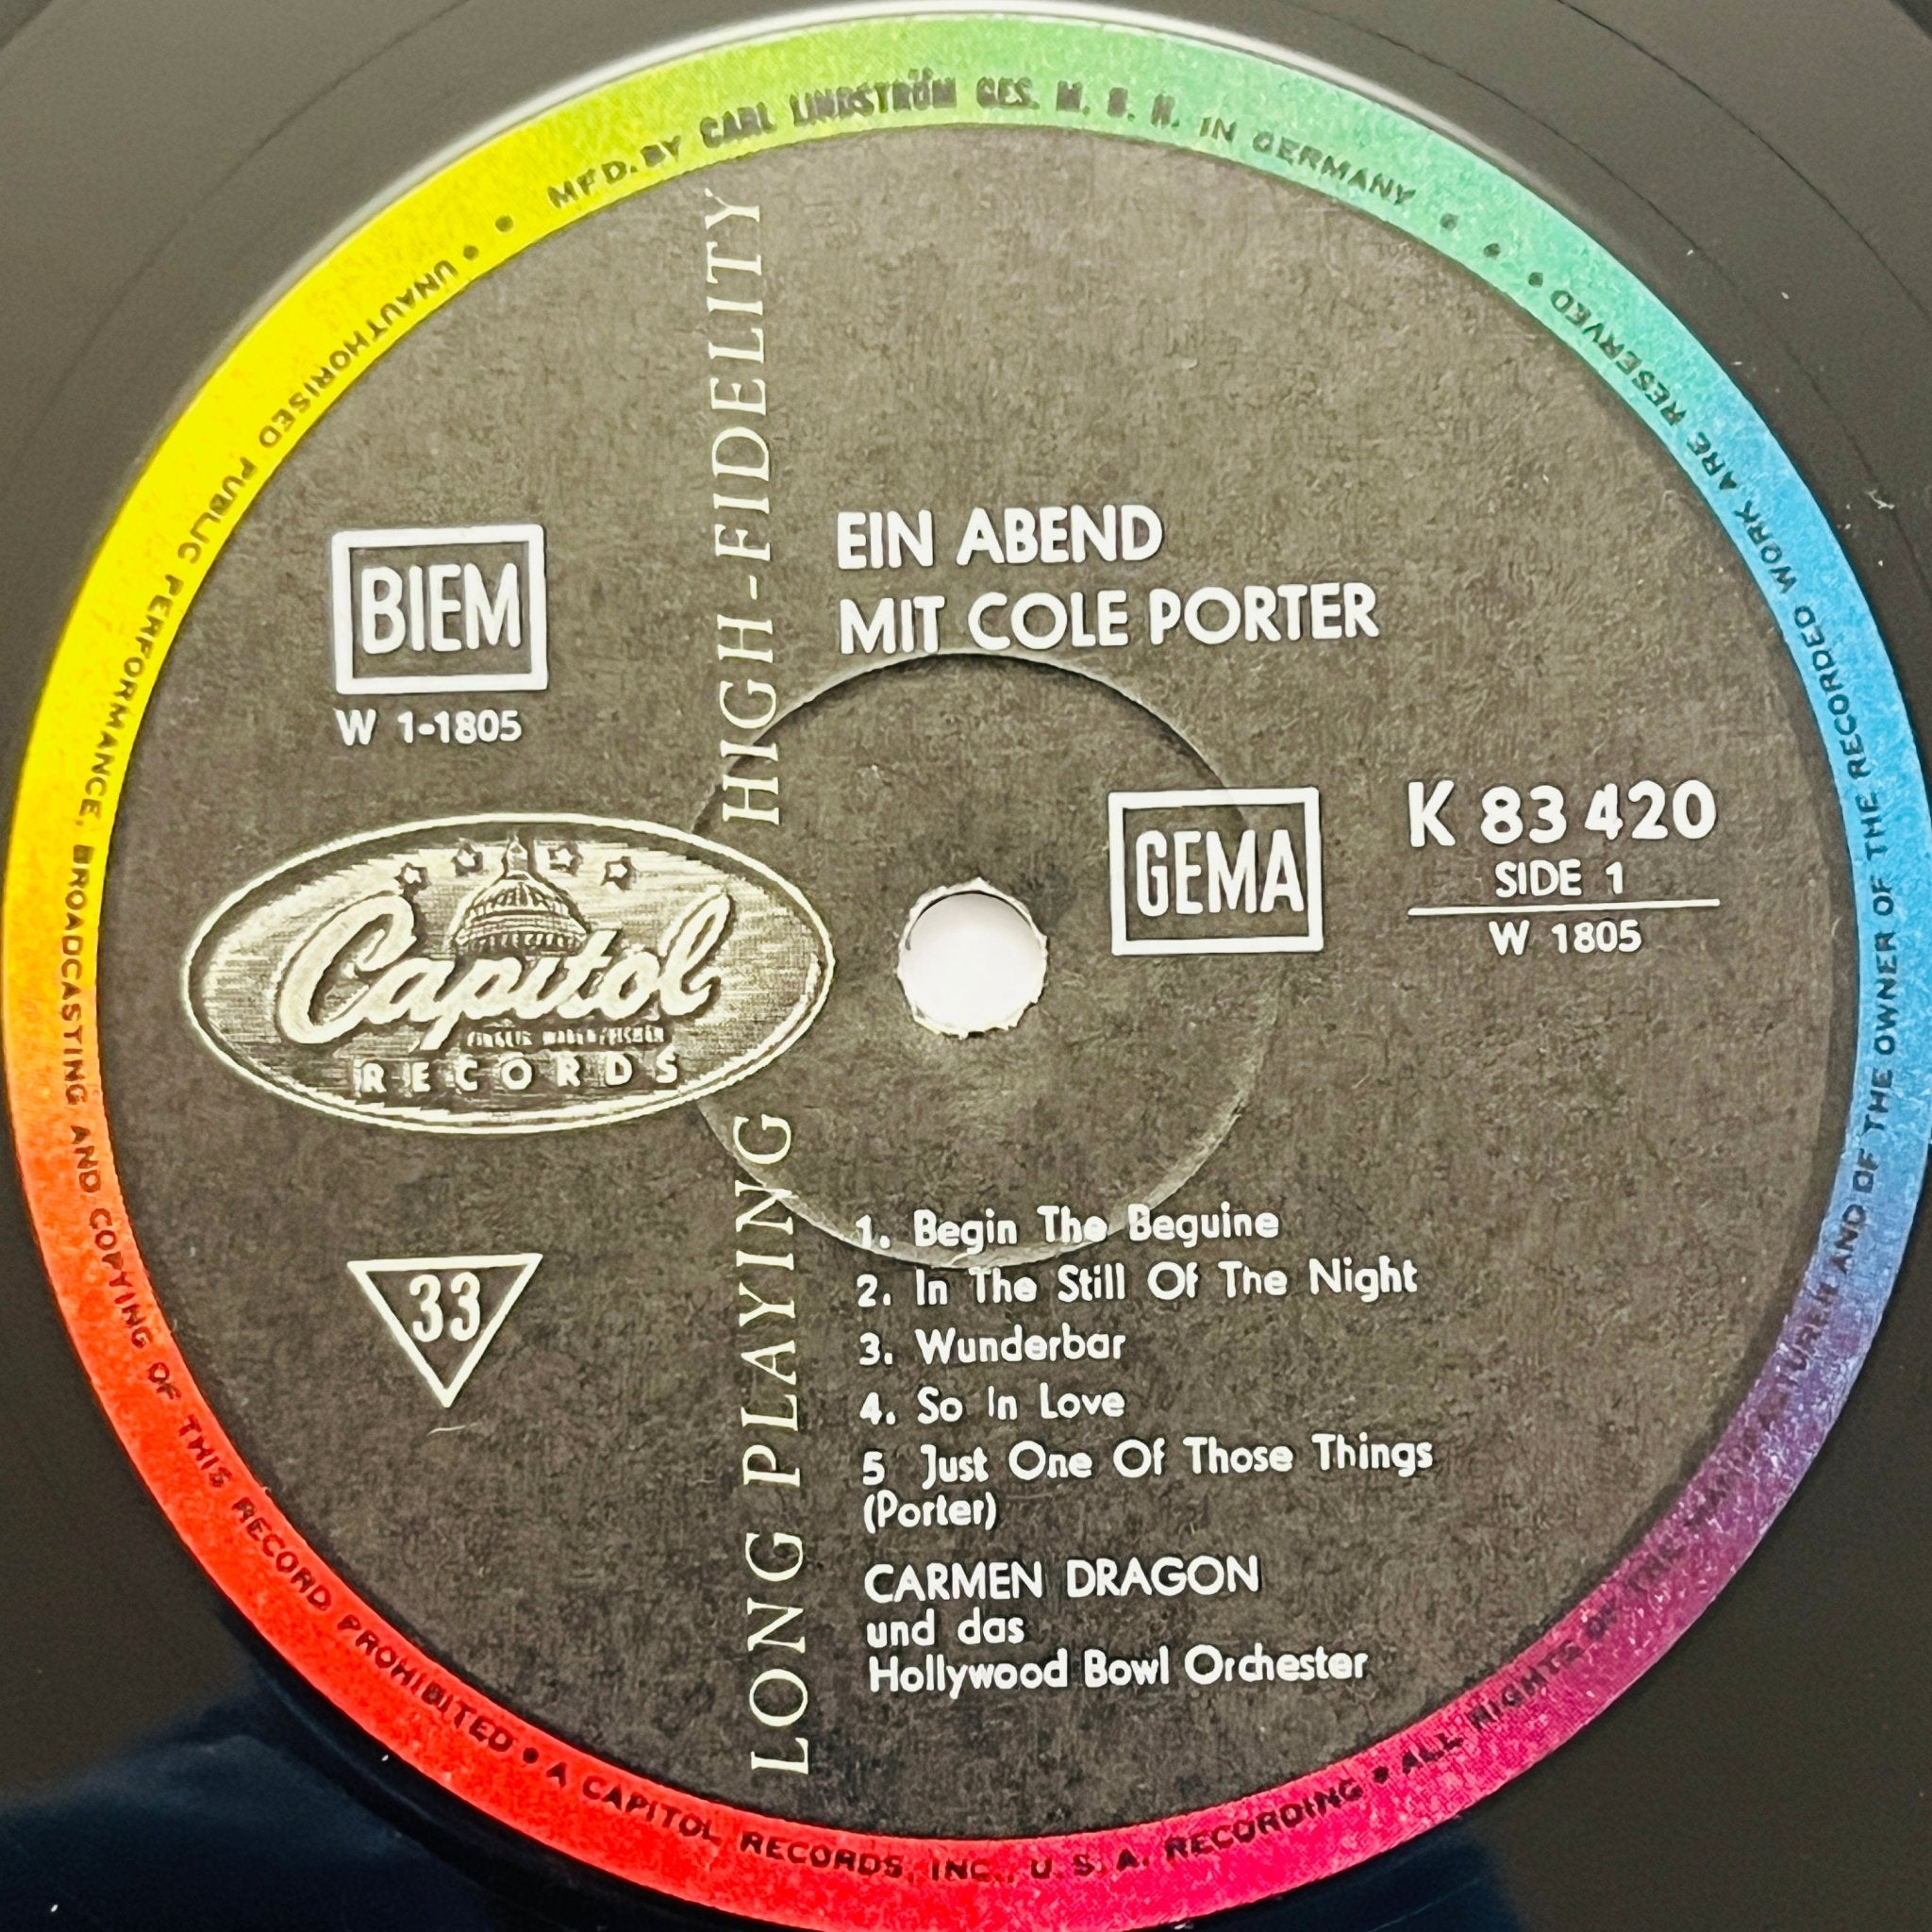 MFD. BY CARL LINDSTRÖM GES. M. B. H. IN GERMANY
UNAUTHORISED PUBLIC PERFORMANCE, BROADCASTING AND COPYING OF THIS RECORD PROHIBITED • A CAPITOL RECORDS, INC., U. S. A. RECORDING • ALL RIGHTS OF THE MANUFACTURER AND OF THE OWNER OF THE RECORDED WORK ARE RESERVED
LONG PLAYING HIGH-FIDELITY
BIEM
W 1-1805
EIN ABEND
MIT COLE PORTER
Capitol
RECORDS
GEMA
K 83 420
SIDE 1
W 1805
33
1. Begin The Beguine
2. In The Still Of The Night
3. Wunderbar
4. So In Love
5 Just One Of Those Things
(Porter)
CARMEN DRAGON
und das
Hollywood Bowl Orchester